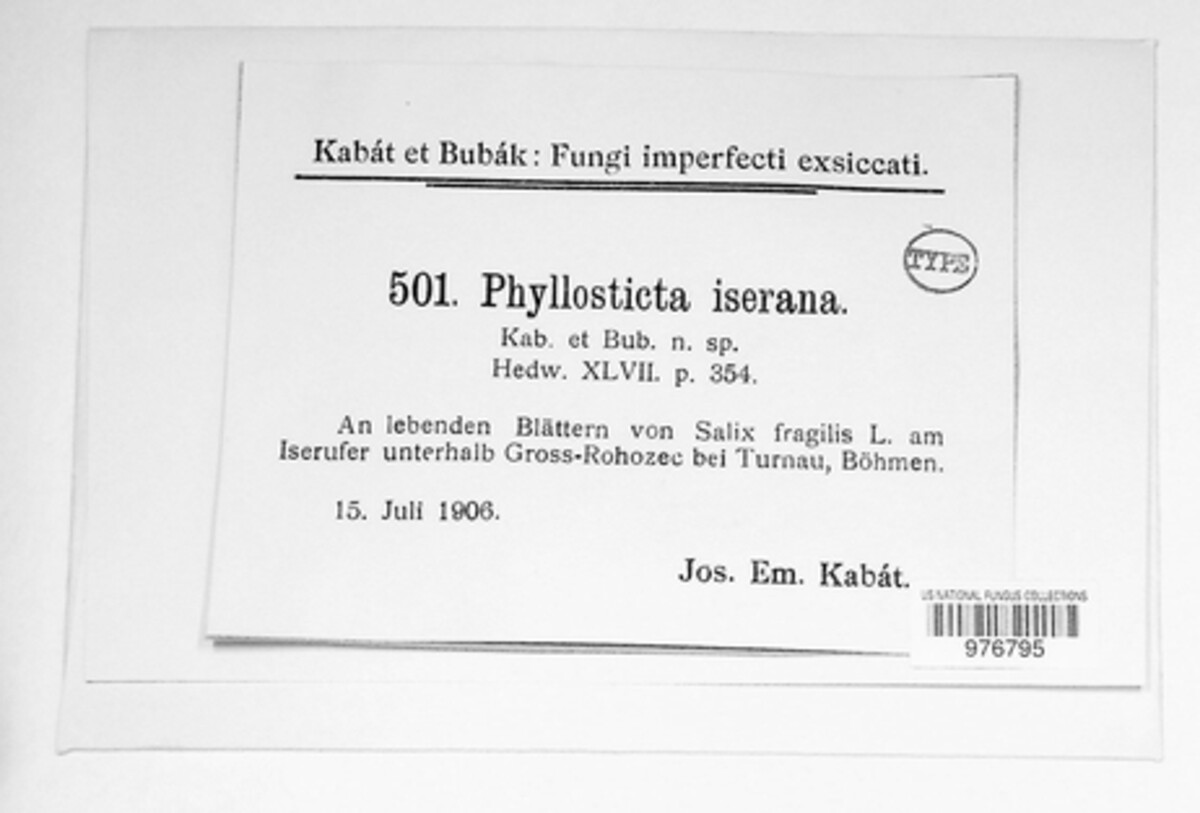 Kabát et Bubák: Fungi imperfecti exsiccati.
TYPE
501. Phyllosticta iserana.
Kab. et Bub. n. sp.
Hedw. XLVII. p. 354.
An lebenden Blättern von Salix fragilis L. am
Iserufer unterhalb Gross-Rohozec bei Turnau, Böhmen.
15. Juli 1906.
Jos. Em. Kabát.
US NATIONAL FUNGUS COLLECTIONS
976795